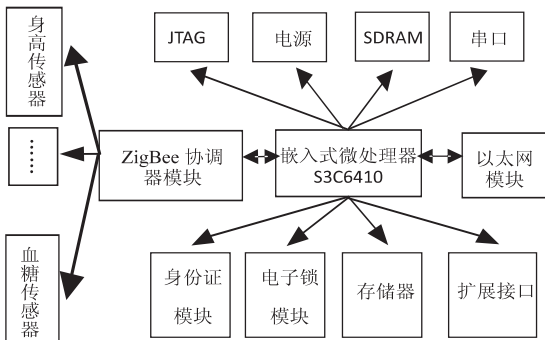 身高传感器
JTAG
电源
SDRAM
串口
……
ZigBee 协调
器模块
嵌入式微处理器
S3C6410
以太网
模块
血糖传感器
身份证
模块
电子锁
模块
存储器
扩展接口